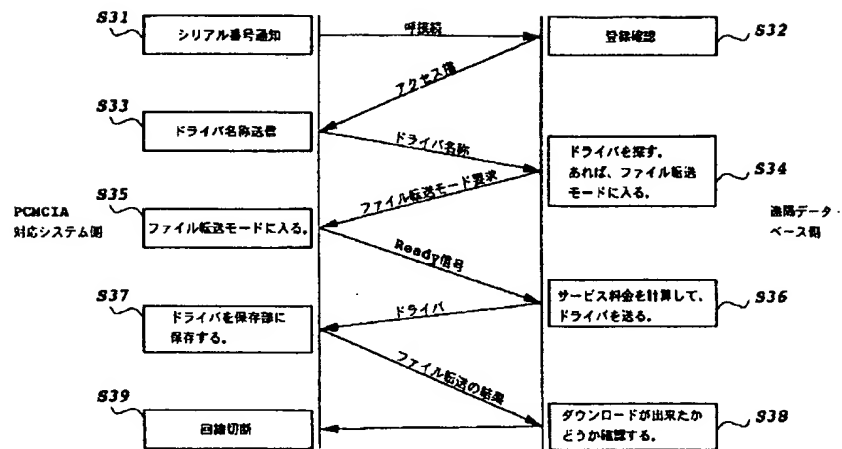 S31
シリアル番号通知
呼接続
登録確認
S32
アクセス権
S33
ドライバ名称送信
ドライバ名称
ドライバを探す。
あれば、ファイル転送
モードに入る。
S34
ファイル転送モード要求
S35
PCMCIA
対応システム側
ファイル転送モードに入る。
遠隔データ・
ベース側
Ready信号
S37
ドライバを保存部に
保存する。
ドライバ
サービス料金を計算して、
ドライバを送る。
S36
ファイル転送の結果
S39
回線切断
ダウンロードが出来たか
どうか確認する。
S38